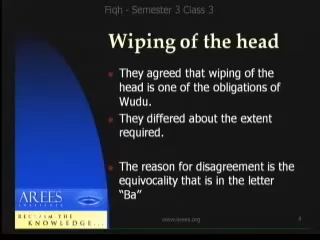 Fiqh - Semester 3 Class 3
Wiping of the head
They agreed that wiping of the
head is one of the obligations of
Wudu.
They differed about the extent
required.
The reason for disagreement is the
equivocality that is in the letter
“Ba”
AREES
INSTITUTE
RECLAIM THE
KNOWLEDGE...
www.arees.org
4